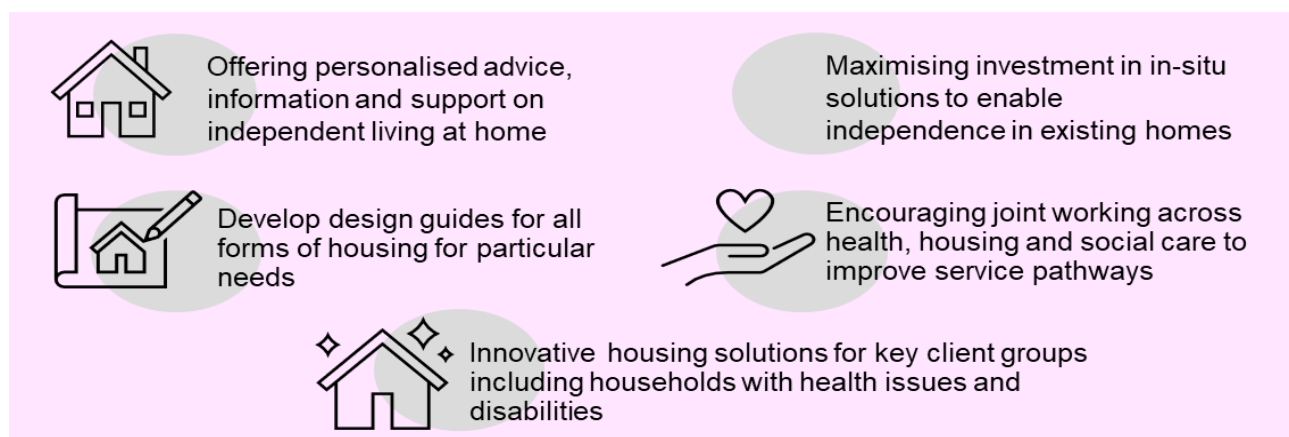 Offering personalised advice,
information and support on
independent living at home
Maximising investment in in-situ
solutions to enable
independence in existing homes
Develop design guides for all
forms of housing for particular
needs
Encouraging joint working across
health, housing and social care to
improve service pathways
Innovative housing solutions for key client groups
including households with health issues and
disabilities